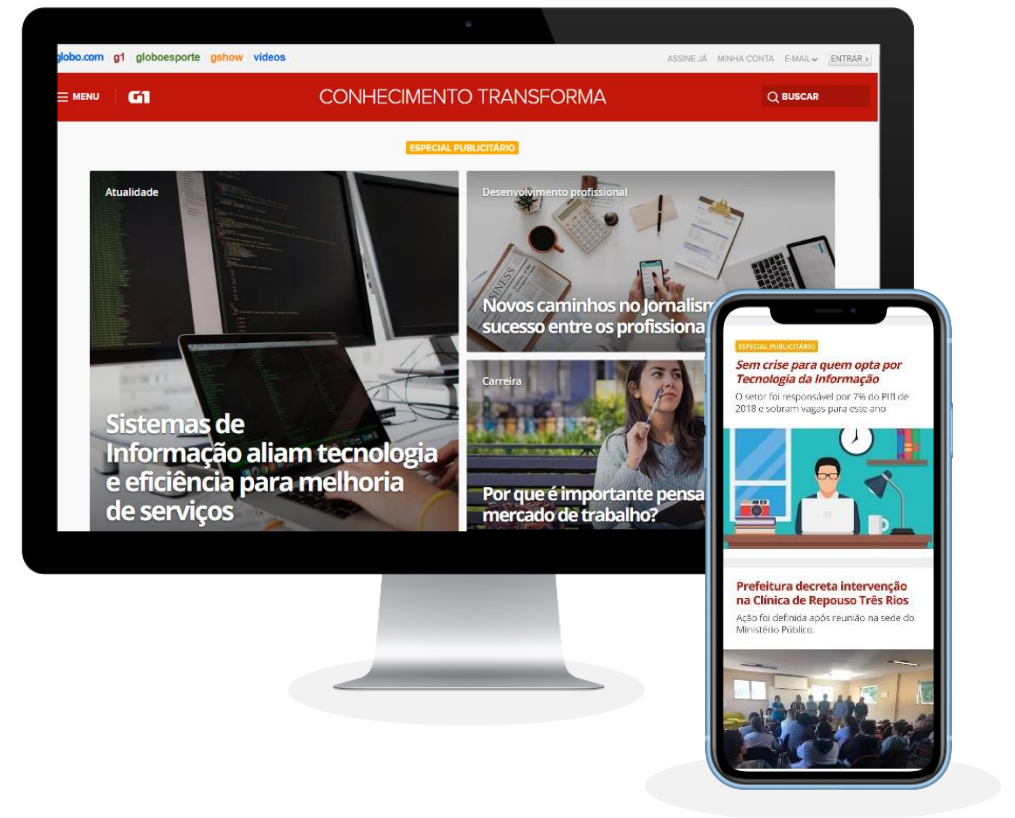 globo.com g1 globoesporte gshow videos
ASSINE JÁ MINHA CONTA E-MAIL ENTRAR >
MENU G1 CONHECIMENTO TRANSFORMA BUSCAR
ESPECIAL PUBLICITÁRIO
Atualidade
Sistemas de
Informação aliam tecnologia
e eficiência para melhoria
de serviços
Desenvolvimento profissional
BUSINESS
Novos caminhos no Jornalism
sucesso entre os profissiona
Carreira
Por que é importante pensa
mercado de trabalho?
ESPECIAL PUBLICITÁRIO
Sem crise para quem opta por
Tecnologia da Informação
O setor foi responsável por 7% do PIB de
2018 e sobram vagas para este ano
Prefeitura decreta intervenção
na Clínica de Repouso Três Rios
Ação foi definida após reunião na sede do
Ministério Público.